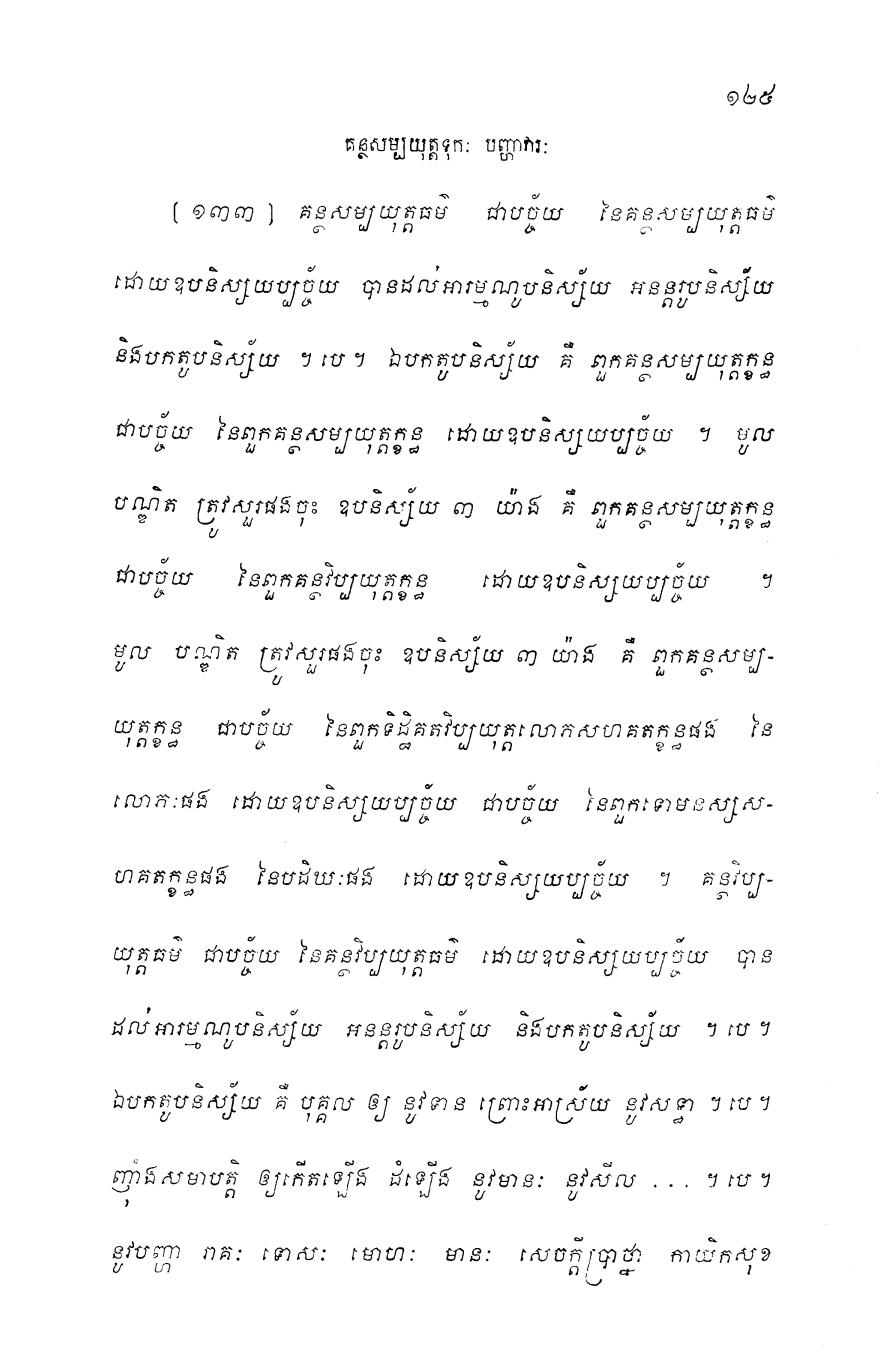 ១២៥
គន្ថសម្បយុត្តទុកៈ បញ្ហាវារៈ
[ ១៣៣ ] គន្ថសម្បយុត្តធម៌ ជាបច្ច័យ នៃគន្ថសម្បយុត្តធម៌
ដោយឧបនិស្សយប្បច្ច័យ បានដល់អារម្មណូបនិស្ស័យ អនន្តរូបនិស្ស័យ
និងបកតូបនិស្ស័យ ។ បេ ។ ឯបកតូបនិស្ស័យ គឺ ពួកគន្ថសម្បយុត្តក្ខន្ធ
ជាបច្ច័យ នៃពួកគន្ថសម្បយុត្តក្ខន្ធ ដោយឧបនិស្សយប្បច្ច័យ ។ មូល
បណ្ឌិត ត្រូវសួរផងចុះ ឧបនិស្ស័យ ៣ យ៉ាង គឺ ពួកគន្ថសម្បយុត្តក្ខន្ធ
ជាបច្ច័យ នៃពួកគន្ថវិប្បយុត្តក្ខន្ធ ដោយឧបនិស្សយប្បច្ច័យ ។
មូល បណ្ឌិត ត្រូវសួរផងចុះ ឧបនិស្ស័យ ៣ យ៉ាង គឺ ពួកគន្ថសម្ប-
យុត្តក្ខន្ធ ជាបច្ច័យ នៃពួកទិដ្ឋិគតវិប្បយុត្តលោភសហគតក្ខន្ធផង នៃ
លោភៈផង ដោយឧបនិស្សយប្បច្ច័យ ជាបច្ច័យ នៃពួកទោមនស្សស-
ហគតក្ខន្ធផង នៃបដិឃៈផង ដោយឧបនិស្សយប្បច្ច័យ ។ គន្ថវិប្ប-
យុត្តធម៌ ជាបច្ច័យ នៃគន្ថវិប្បយុត្តធម៌ ដោយឧបនិស្សយប្បច្ច័យ បាន
ដល់អារម្មណូបនិស្ស័យ អនន្តរូបនិស្ស័យ និងបកតូបនិស្ស័យ ។ បេ ។
ឯបកតូបនិស្ស័យ គឺ បុគ្គល ឲ្យ នូវទាន ព្រោះអាស្រ័យ នូវសទ្ធា ។ បេ ។
ញុំាងសមាបត្តិ ឲ្យកើតឡើង ដំឡើង នូវមានៈ នូវសីល ... ។ បេ ។
នូវបញ្ហា រាគៈ ទោសៈ មោហៈ មានៈ សេចក្តីប្រាថ្នា កាយិកសុខ